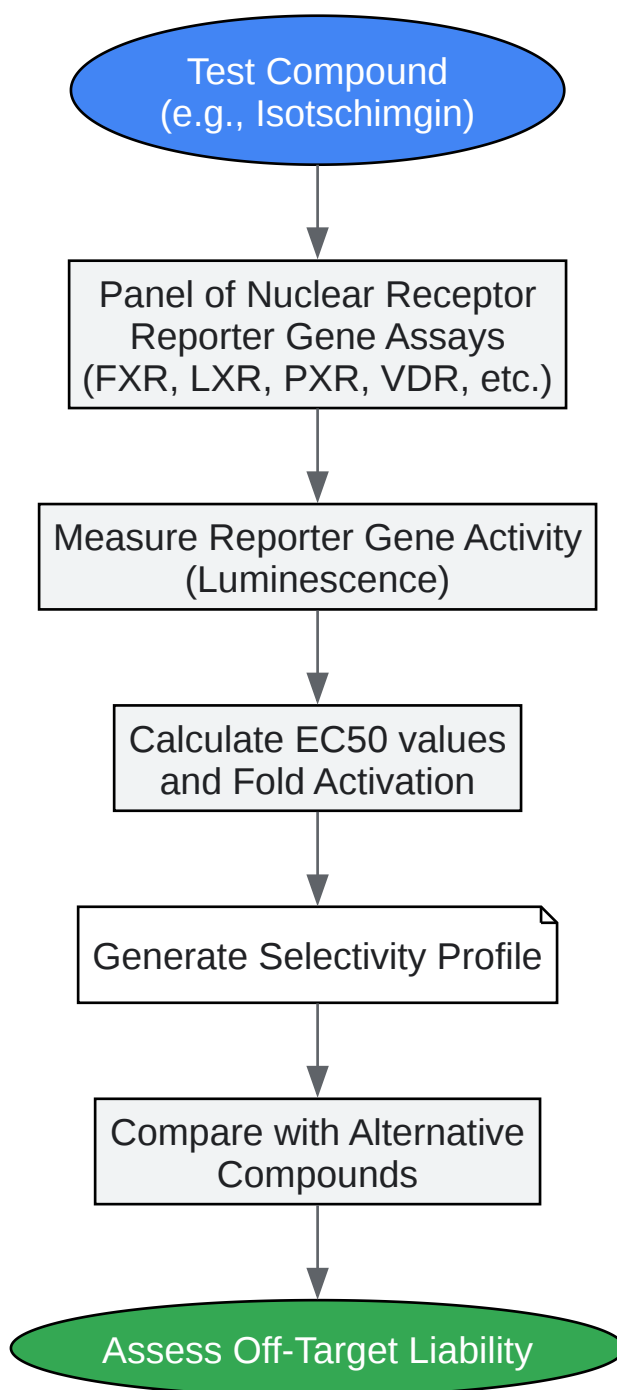 Test Compound
(e.g., Isotschimgin)
Panel of Nuclear Receptor
Reporter Gene Assays
(FXR, LXR, PXR, VDR, etc.)
Measure Reporter Gene Activity
(Luminescence)
Calculate EC50 values
and Fold Activation
Generate Selectivity Profile
Compare with Alternative
Compounds
Assess Off-Target Liability